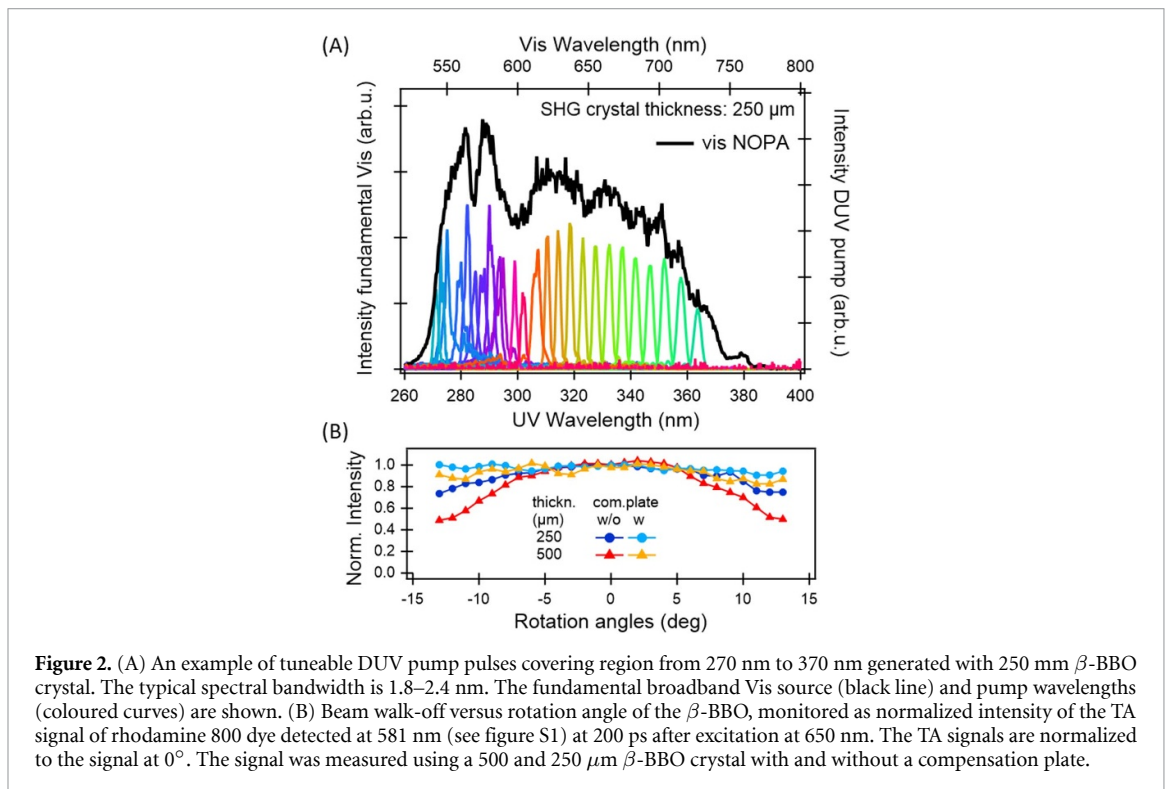 (A)
Vis Wavelength (nm)
550 600 650 700 750 800
Intensity fundamental Vis (arb.u.)
SHG crystal thickness: 250 µm
vis NOPA
Intensity DUV pump (arb.u.)
260 280 300 320 340 360 380 400
UV Wavelength (nm)
(B)
Norm. Intensity
1.0
0.8
0.6
0.4
0.2
0.0
thickn. com.plate
(µm) w/o w
250
500
-15 -10 -5 0 5 10 15
Rotation angles (deg)
Figure 2. (A) An example of tuneable DUV pump pulses covering region from 270 nm to 370 nm generated with 250 mm β-BBO
crystal. The typical spectral bandwidth is 1.8–2.4 nm. The fundamental broadband Vis source (black line) and pump wavelengths
(coloured curves) are shown. (B) Beam walk-off versus rotation angle of the β-BBO, monitored as normalized intensity of the TA
signal of rhodamine 800 dye detected at 581 nm (see figure S1) at 200 ps after excitation at 650 nm. The TA signals are normalized
to the signal at 0°. The signal was measured using a 500 and 250 µm β-BBO crystal with and without a compensation plate.